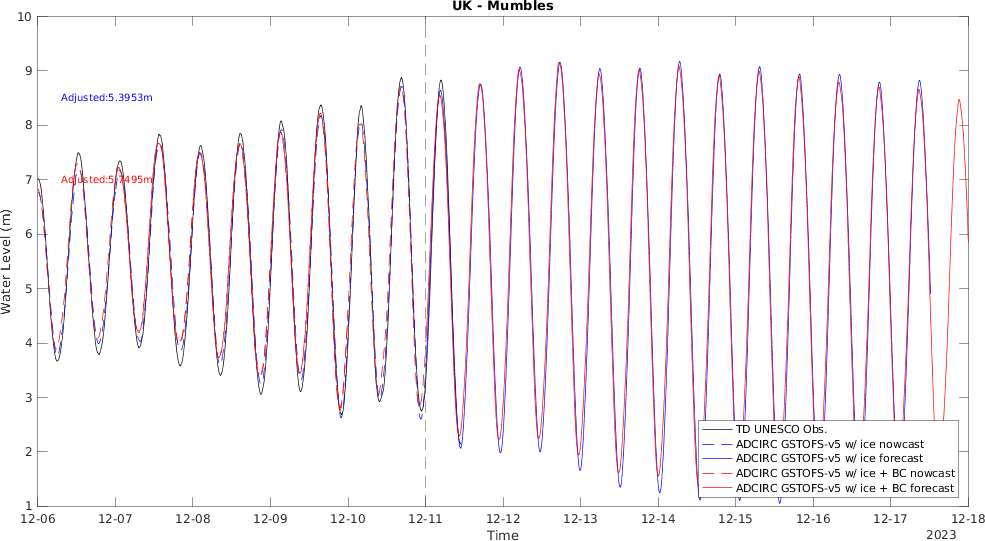 UK - Mumbles
10
9
8
7
6
5
4
3
2
1
Water Level (m)
Adjusted:5.3953m
Adjusted:5.7495m
TD UNESCO Obs.
ADCIRC GSTOFS-v5 w/ ice nowcast
ADCIRC GSTOFS-v5 w/ ice forecast
ADCIRC GSTOFS-v5 w/ ice + BC nowcast
ADCIRC GSTOFS-v5 w/ ice + BC forecast
12-06 12-07 12-08 12-09 12-10 12-11 12-12 12-13 12-14 12-15 12-16 12-17 12-18
Time
2023